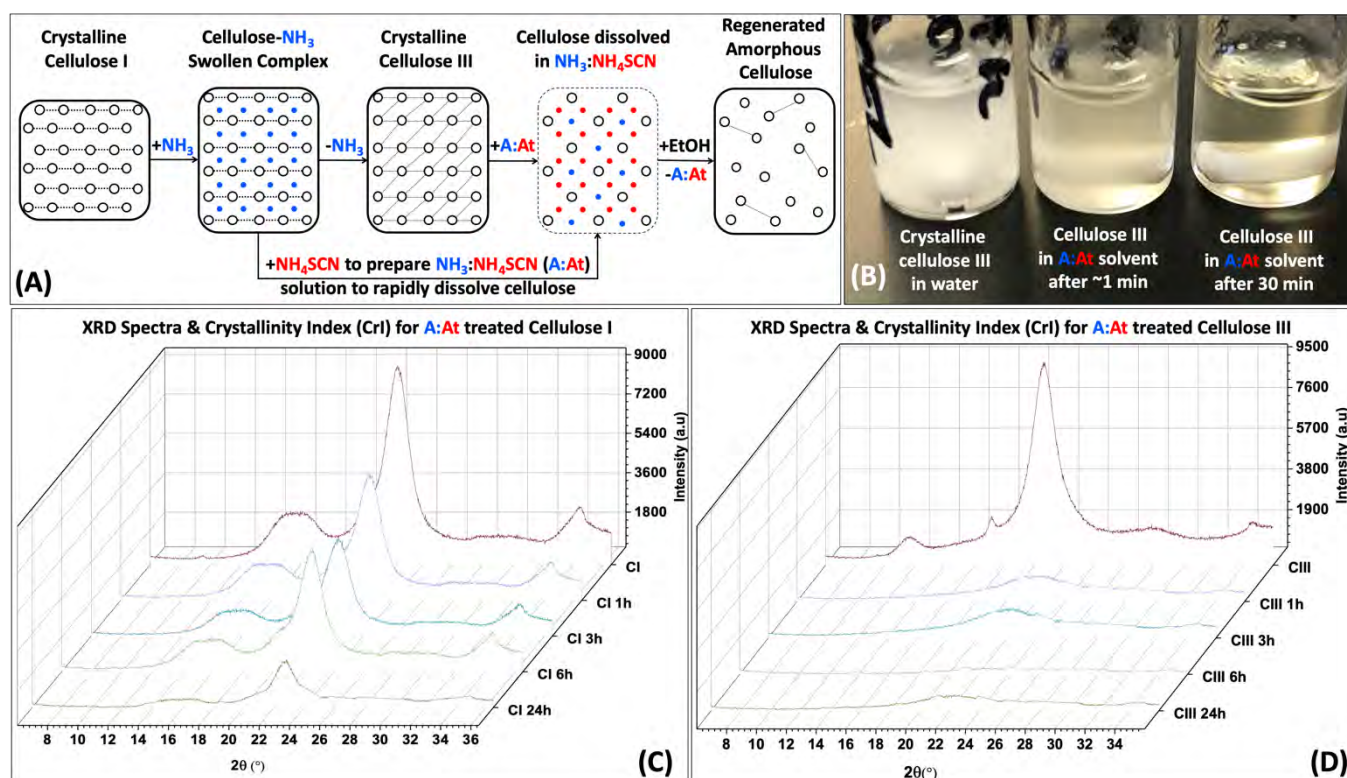 Crystalline
Cellulose I
Cellulose-NH3
Swollen Complex
Crystalline
Cellulose III
Cellulose dissolved
in NH3:NH4SCN
Regenerated
Amorphous
Cellulose
+NH3
-NH3
+A:At
+EtOH
-A:At
(A)
+NH4SCN to prepare NH3:NH4SCN (A:At)
solution to rapidly dissolve cellulose
Crystalline
cellulose III
in water
Cellulose III
in A:At solvent
after ~1 min
Cellulose III
in A:At solvent
after 30 min
(B)
XRD Spectra & Crystallinity Index (CrI) for A:At treated Cellulose I
9000
7200
5400
3600
1800
Intensity (a.u)
CI
CI 1h
CI 3h
CI 6h
CI 24h
8 10 12 14 16 18 20 22 24 26 28 30 32 34 36
2θ (°)
(C)
XRD Spectra & Crystallinity Index (CrI) for A:At treated Cellulose III
9500
7600
5700
3800
1900
Intensity (a.u)
CIII
CIII 1h
CIII 3h
CIII 6h
CIII 24h
8 10 12 14 16 18 20 22 24 26 28 30 32 34
2θ (°)
(D)